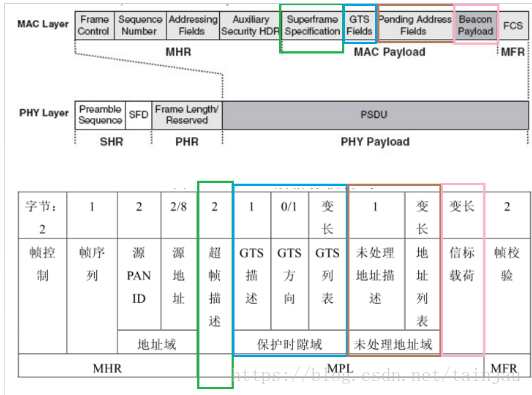 MAC Layer
Frame Control
Sequence Number
Addressing Fields
Auxiliary Security HDR
Superframe Specification
GTS Fields
Pending Address Fields
Beacon Payload
FCS
MHR
MAC Payload
MFR
PHY Layer
Preamble Sequence
SFD
Frame Length/ Reserved
PSDU
SHR
PHR
PHY Payload
字节: 2
1
2
2/8
2
1
0/1
变长
1
变长
变长
2
帧控制
帧序列
源PAN ID
源地址
超帧描述
GTS描述
GTS方向
GTS列表
未处理地址描述
地址列表
信标载荷
帧校验
地址域
保护时隙域
未处理地址域
MHR
MPL
MFR